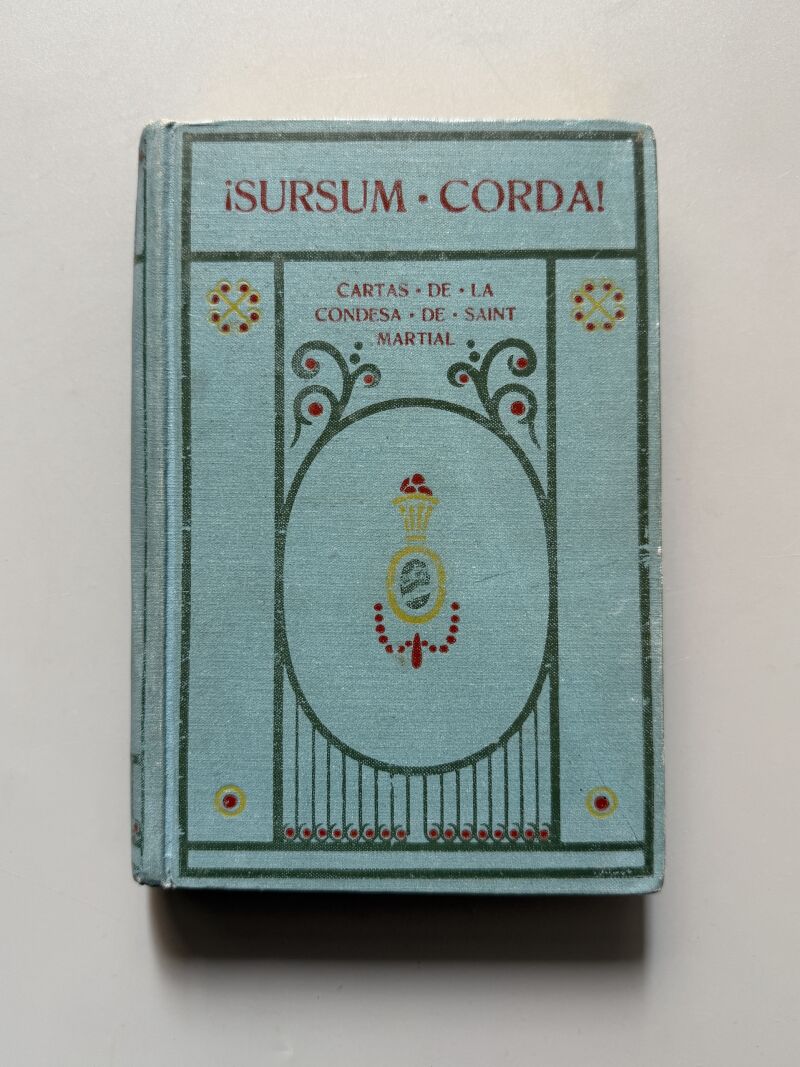 ¡SURSUM · CORDA!
CARTAS · DE · LA
CONDESA · DE · SAINT
MARTIAL